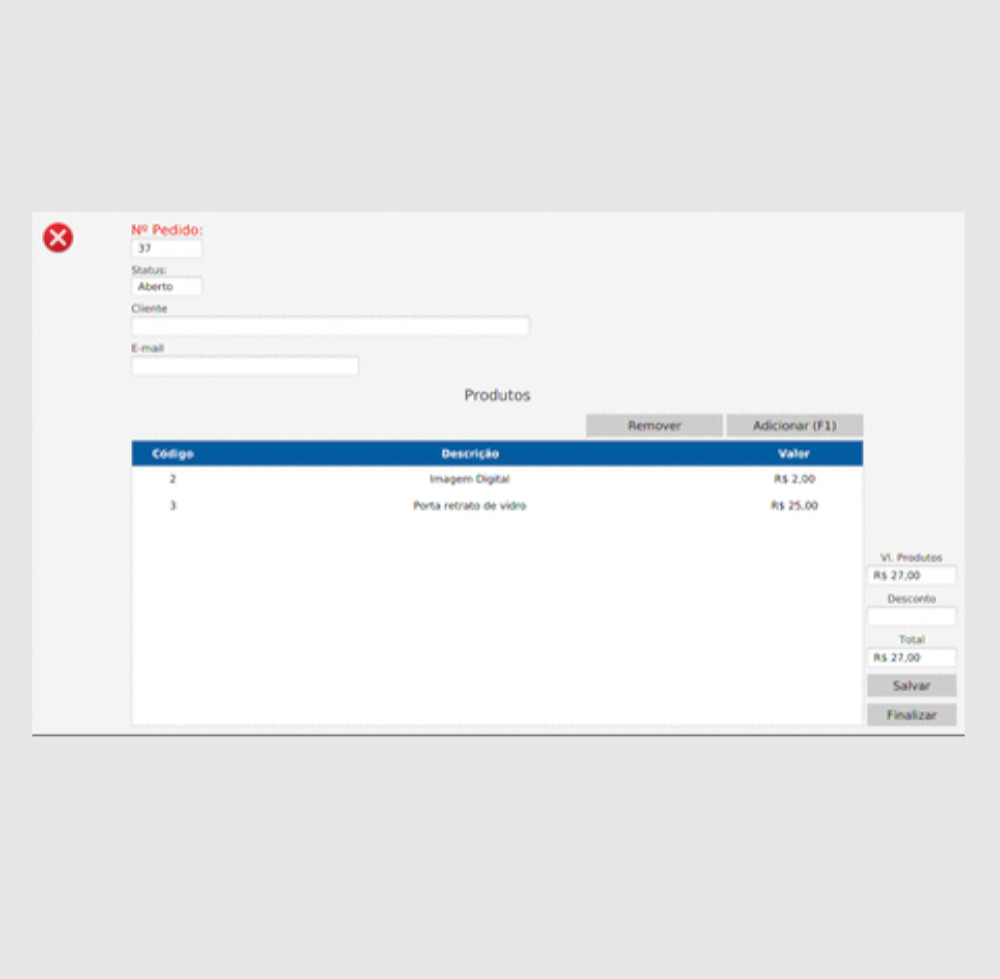 Nº Pedido:
37
Status:
Aberto
Cliente
E-mail
Produtos
Remover Adicionar (F1)
Código Descrição Valor
2 Imagem Digital R$ 2,00
3 Porta retrato de vidro R$ 25,00
Vl. Produtos
R$ 27,00
Desconto
Total
R$ 27,00
Salvar
Finalizar